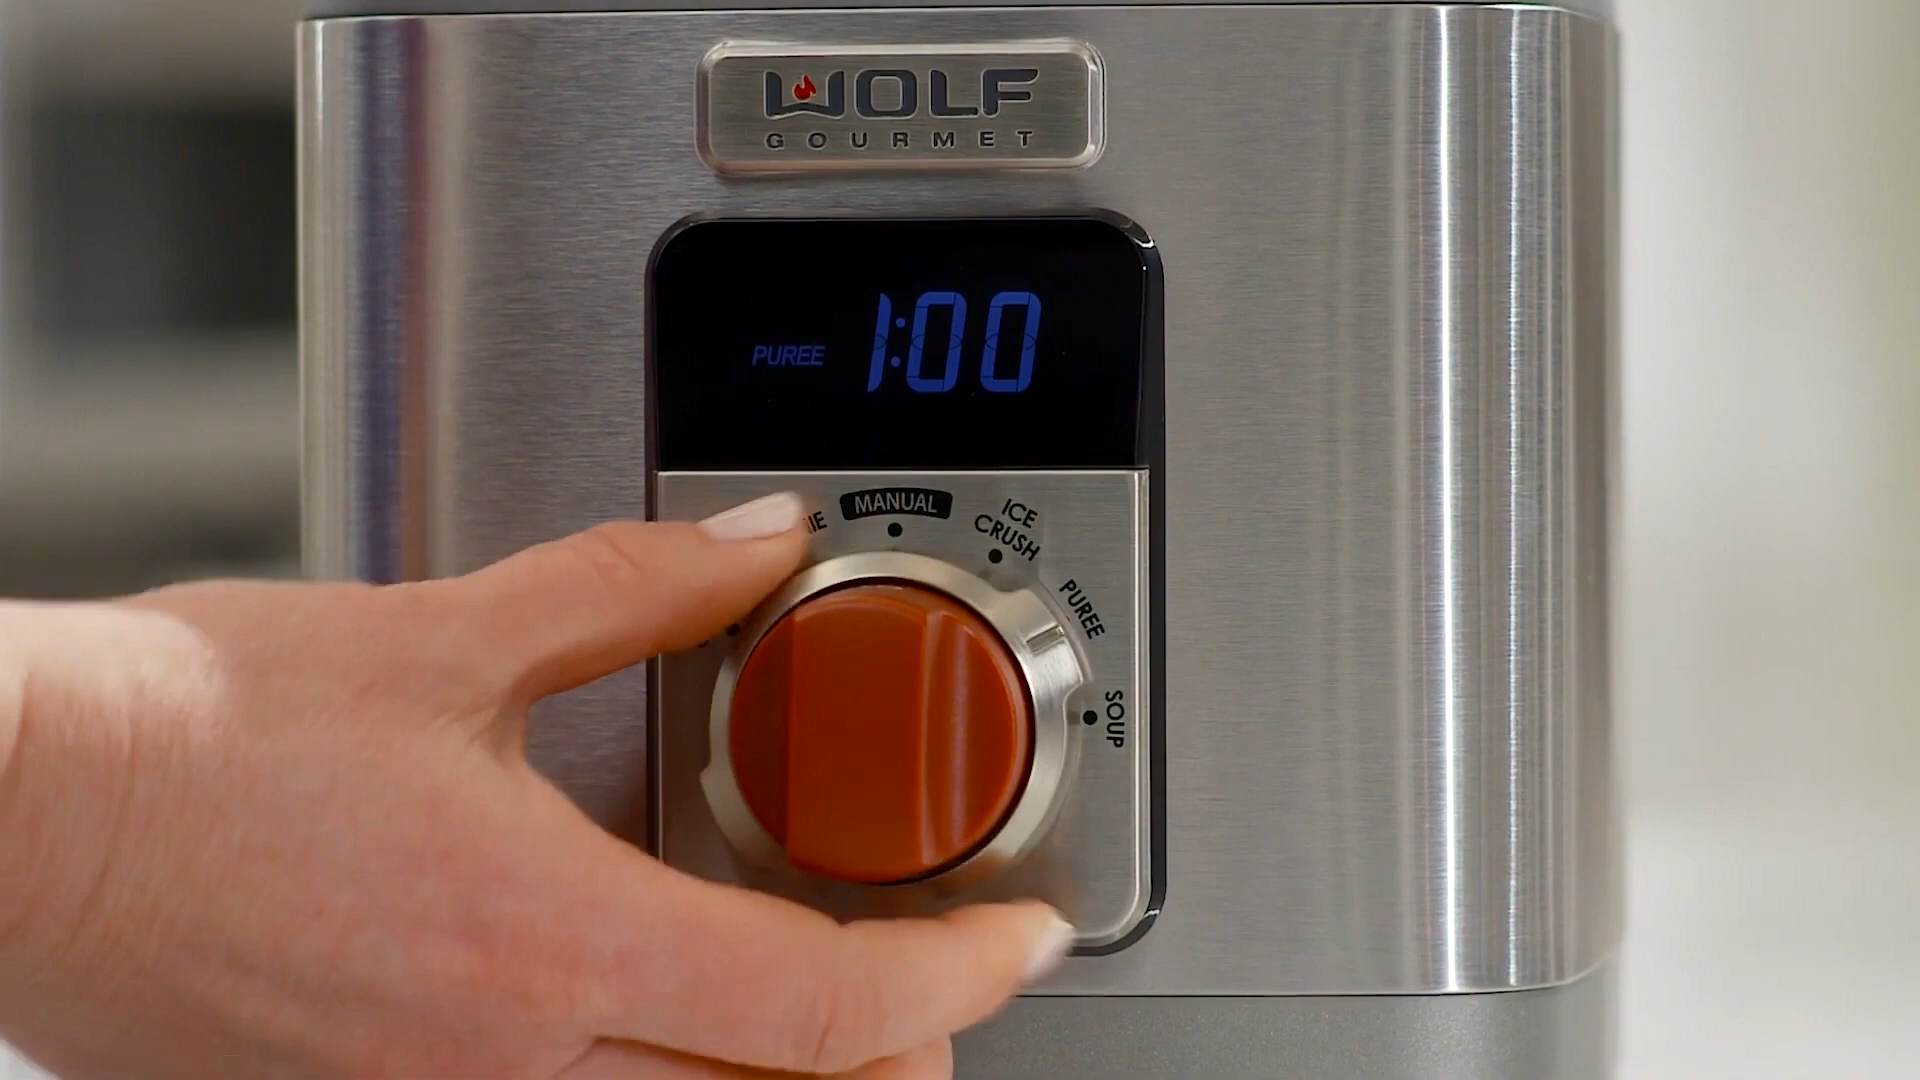 WOLF
GOURMET
PUREE 1:00
MANUAL
ICE
CRUSH
PUREE
SOUP